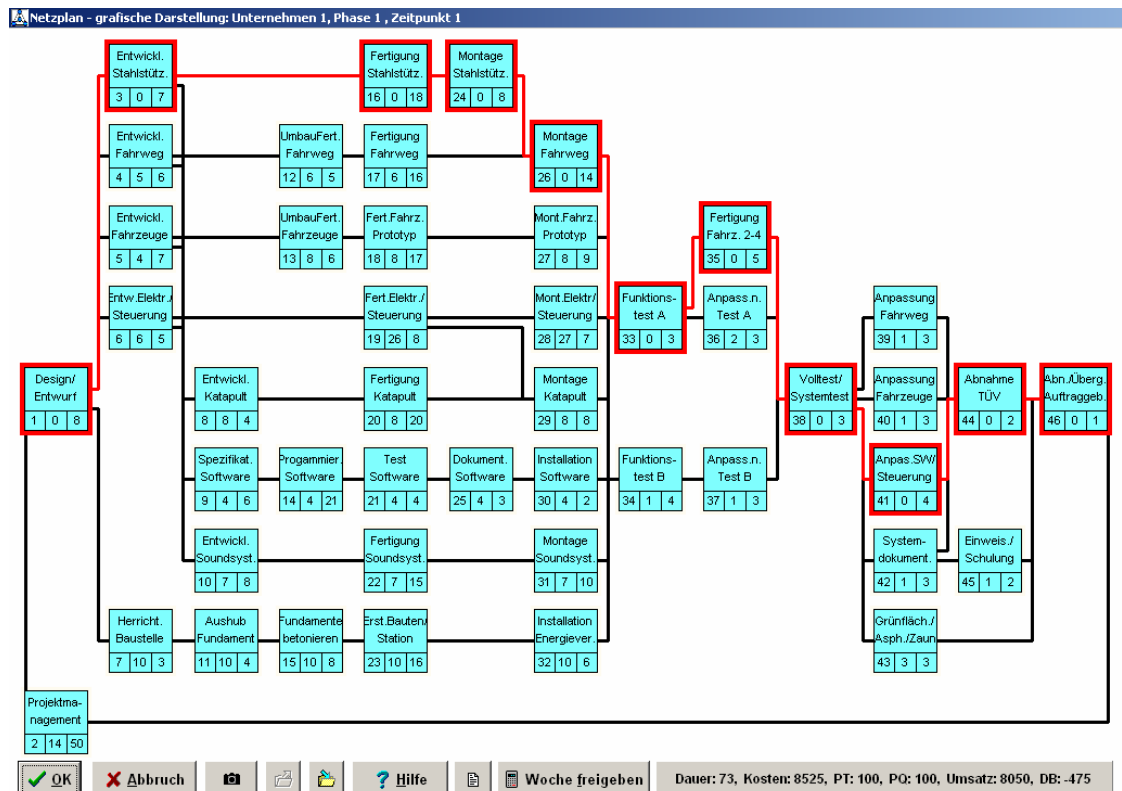 Netzplan - grafische Darstellung: Unternehmen 1, Phase 1 , Zeitpunkt 1
Entwickl.
Stahlstütz.
3 0 7
Fertigung
Stahlstütz.
16 0 18
Montage
Stahlstütz.
24 0 8
Entwickl.
Fahrweg
4 5 6
UmbauFert.
Fahrweg
12 6 5
Fertigung
Fahrweg
17 6 16
Montage
Fahrweg
26 0 14
Entwickl.
Fahrzeuge
5 4 7
UmbauFert.
Fahrzeuge
13 8 6
Fert.Fahrz.
Prototyp
18 8 17
Mont.Fahrz.
Prototyp
27 8 9
Fertigung
Fahrz. 2-4
35 0 5
Entw.Elektr./
Steuerung
6 6 5
Fert.Elektr./
Steuerung
19 26 8
Mont.Elektr/
Steuerung
28 27 7
Funktions-
test A
33 0 3
Anpass.n.
Test A
36 2 3
Anpassung
Fahrweg
39 1 3
Design/
Entwurf
1 0 8
Entwickl.
Katapult
8 8 4
Fertigung
Katapult
20 8 20
Montage
Katapult
29 8 8
Volltest/
Systemtest
38 0 3
Anpassung
Fahrzeuge
40 1 3
Abnahme
TÜV
44 0 2
Abn./Überg.
Auftraggeb.
46 0 1
Spezifikat.
Software
9 4 6
Progammier.
Software
14 4 21
Test
Software
21 4 4
Dokument.
Software
25 4 3
Installation
Software
30 4 2
Funktions-
test B
34 1 4
Anpass.n.
Test B
37 1 3
Anpas.SW/
Steuerung
41 0 4
Entwickl.
Soundsyst.
10 7 8
Fertigung
Soundsyst.
22 7 15
Montage
Soundsyst.
31 7 10
System-
dokument.
42 1 3
Einweis./
Schulung
45 1 2
Herricht.
Baustelle
7 10 3
Aushub
Fundament
11 10 4
Fundamente
betonieren
15 10 8
Erst.Bauten/
Station
23 10 16
Installation
Energiever.
32 10 6
Grünfläch./
Asph./Zaun
43 3 3
Projektma-
nagement
2 14 50
OK
Abbruch
Hilfe
Woche freigeben
Dauer: 73, Kosten: 8525, PT: 100, PQ: 100, Umsatz: 8050, DB: -475